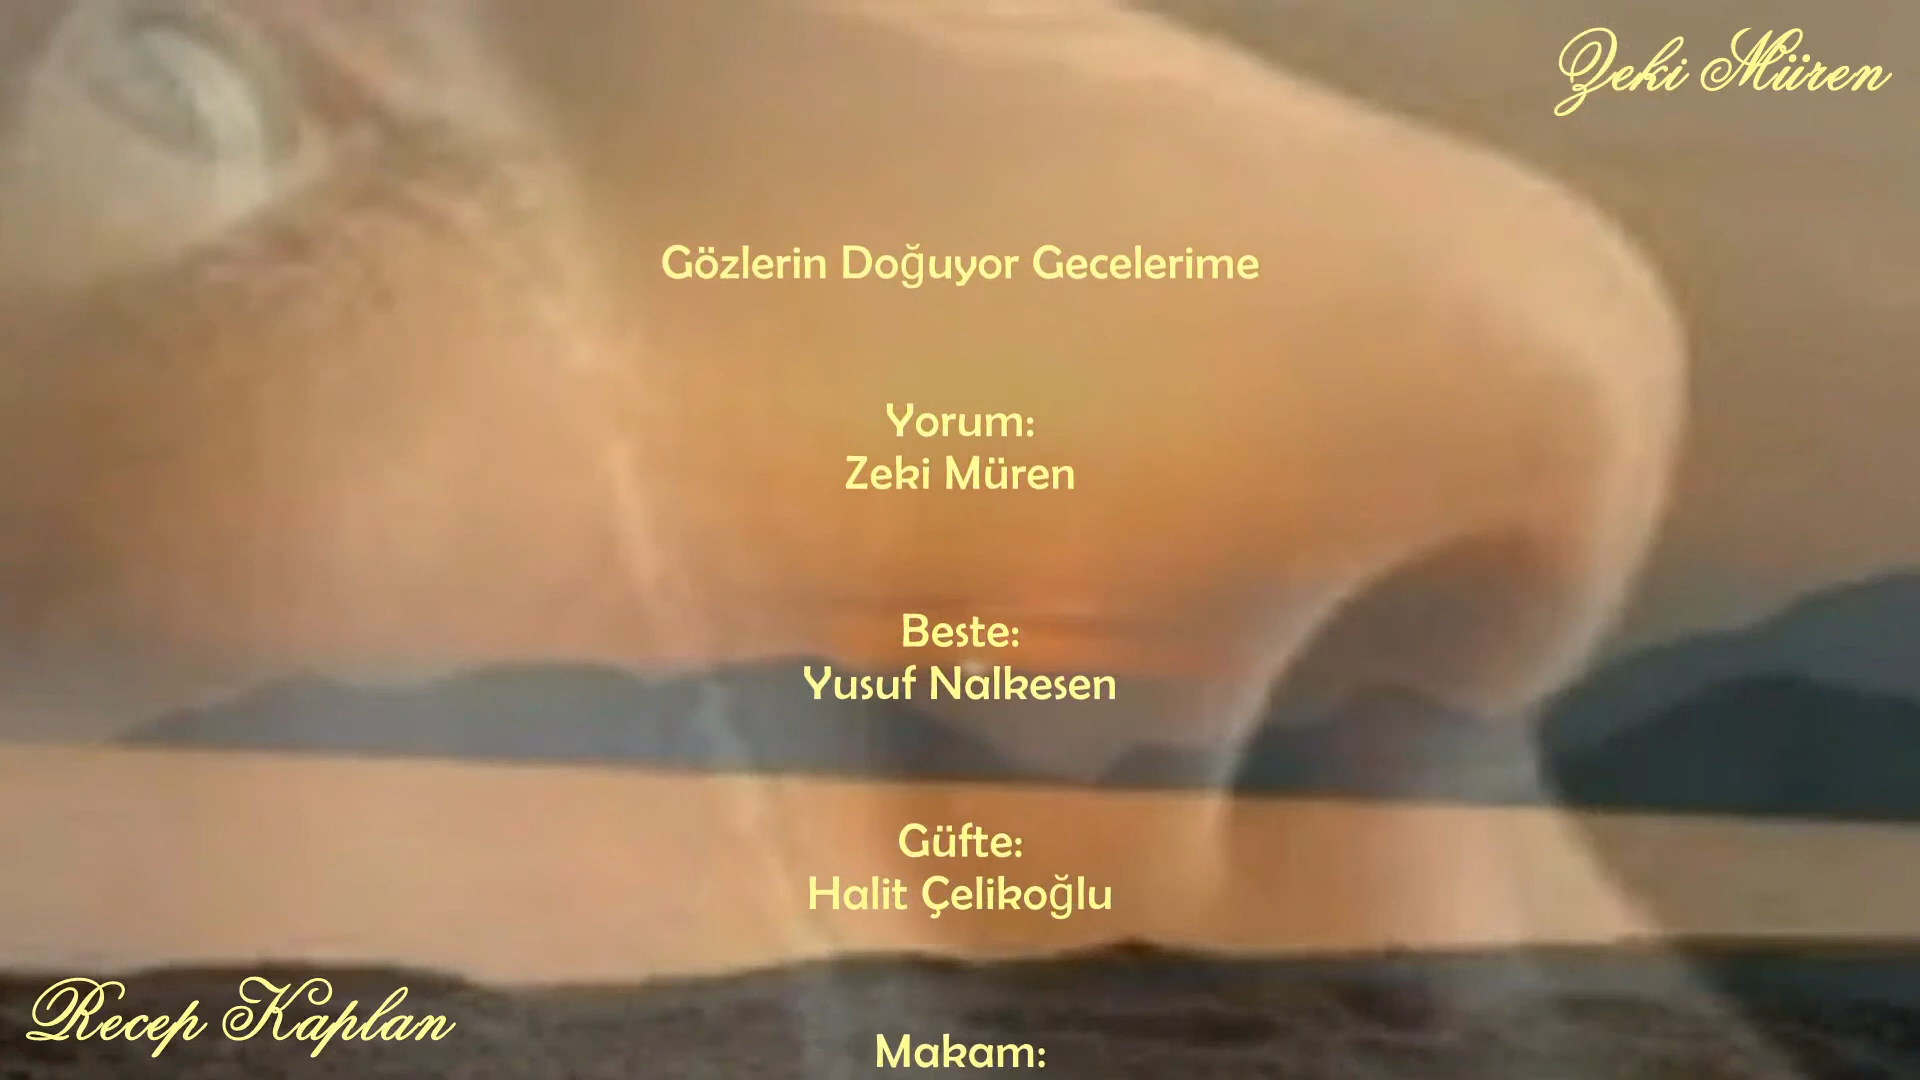 Zeki Müren
Gözlerin Doğuyor Gecelerime
Yorum:
Zeki Müren
Beste:
Yusuf Nalkesen
Güfte:
Halit Çelikoğlu
Recep Kaplan
Makam: